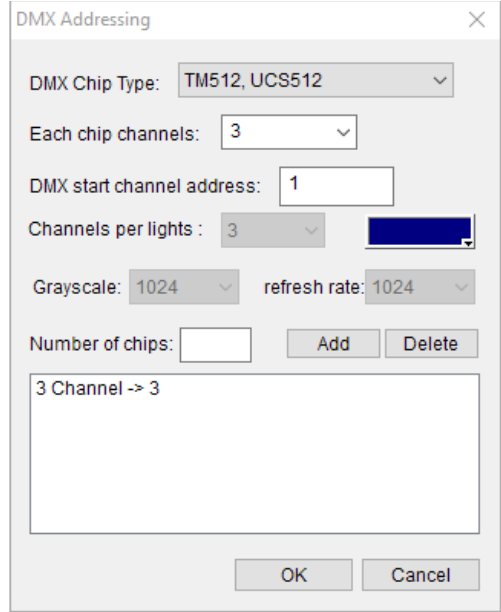 DMX Addressing
DMX Chip Type: TM512, UCS512
Each chip channels: 3
DMX start channel address: 1
Channels per lights : 3
Grayscale: 1024 refresh rate: 1024
Number of chips: Add Delete
3 Channel -> 3
OK Cancel